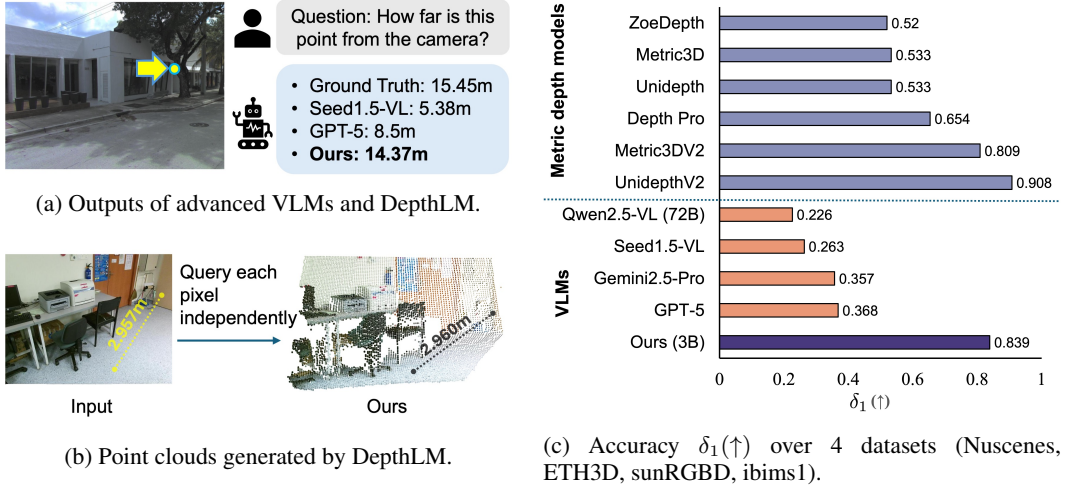 Question: How far is this
point from the camera?
• Ground Truth: 15.45m
• Seed1.5-VL: 5.38m
• GPT-5: 8.5m
• Ours: 14.37m
(a) Outputs of advanced VLMs and DepthLM.
2.957m
Query each
pixel
independently
2.960m
Input
Ours
(b) Point clouds generated by DepthLM.
Metric depth models
ZoeDepth 0.52
Metric3D 0.533
Unidepth 0.533
Depth Pro 0.654
Metric3DV2 0.809
UnidepthV2 0.908
VLMs
Qwen2.5-VL (72B) 0.226
Seed1.5-VL 0.263
Gemini2.5-Pro 0.357
GPT-5 0.368
Ours (3B) 0.839
0 0.2 0.4 0.6 0.8 1
δ₁ (↑)
(c) Accuracy δ₁(↑) over 4 datasets (Nuscenes,
ETH3D, sunRGBD, ibims1).